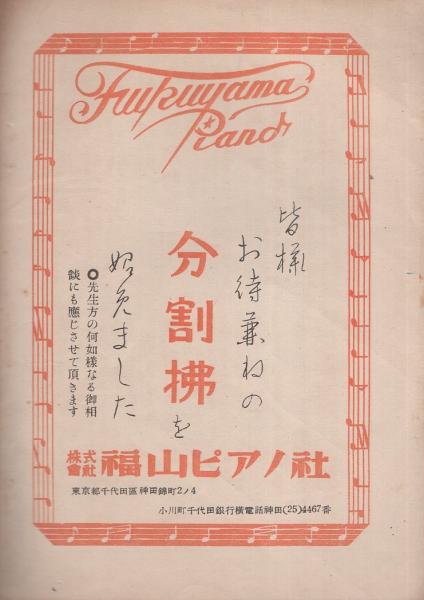 Fukuyama
Piano
皆様
お待兼ねの
分割拂を
始めました
●先生方の何如樣なる御相
談にも應じさせて頂きます
株式會社 福山ピアノ社
東京都千代田區神田錦町2ノ4
小川町千代田銀行横電話神田(25)4467番